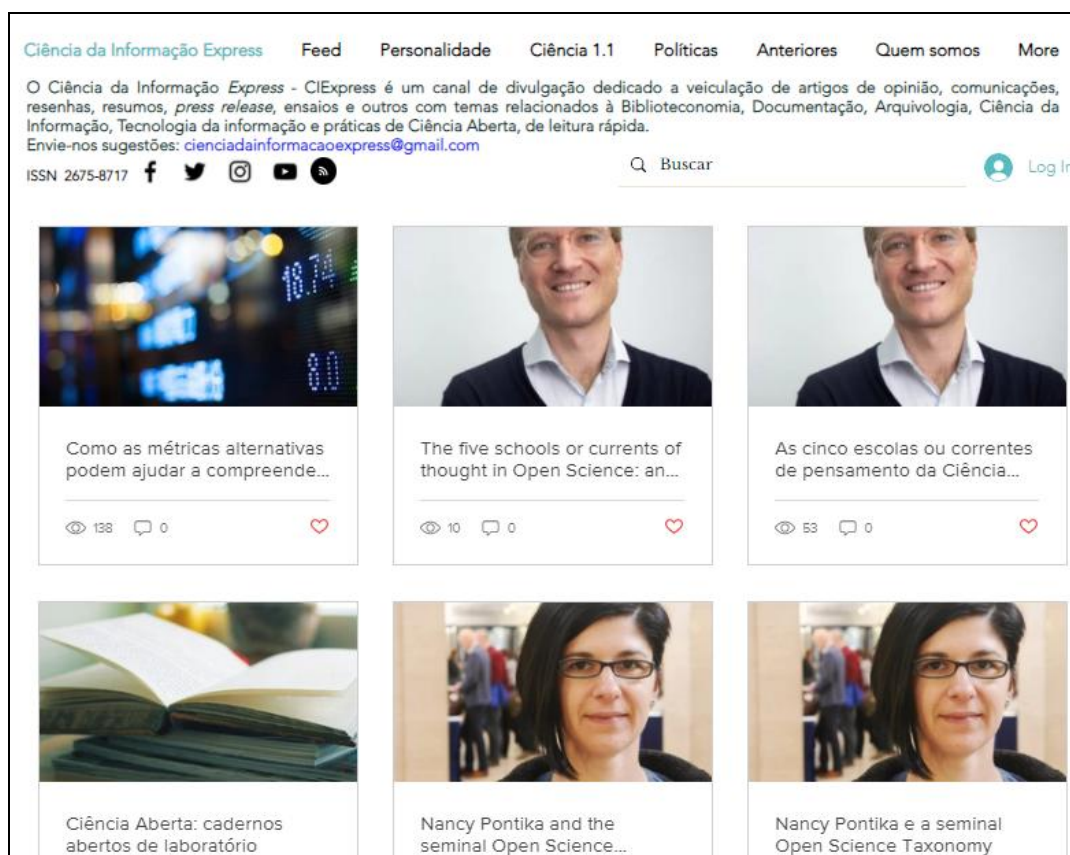 Ciência da Informação Express Feed Personalidade Ciência 1.1 Políticas Anteriores Quem somos More
O Ciência da Informação Express - CIExpress é um canal de divulgação dedicado a veiculação de artigos de opinião, comunicações,
resenhas, resumos, press release, ensaios e outros com temas relacionados à Biblioteconomia, Documentação, Arquivologia, Ciência da
Informação, Tecnologia da informação e práticas de Ciência Aberta, de leitura rápida.
Envie-nos sugestões: cienciadainformacaoexpress@gmail.com
ISSN 2675-8717
Buscar
Log In
18.74
8.0
Como as métricas alternativas
podem ajudar a compreende...
138 0
The five schools or currents of
thought in Open Science: an...
10 0
As cinco escolas ou correntes
de pensamento da Ciência...
53 0
Ciência Aberta: cadernos
abertos de laboratório
Nancy Pontika and the
seminal Open Science...
Nancy Pontika e a seminal
Open Science Taxonomy